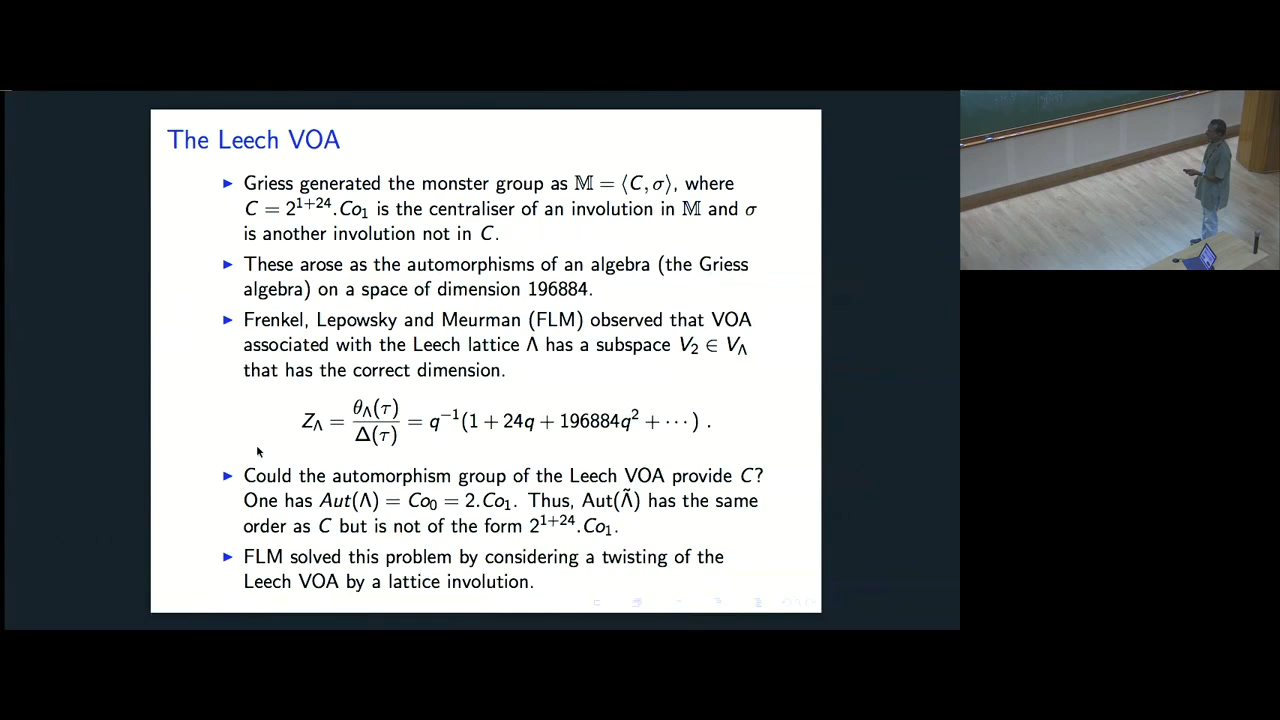 The Leech VOA
▶ Griess generated the monster group as 𝕄 = ⟨C, σ⟩, where
C = 2^{1+24}.Co₁ is the centraliser of an involution in 𝕄 and σ
is another involution not in C.
▶ These arose as the automorphisms of an algebra (the Griess
algebra) on a space of dimension 196884.
▶ Frenkel, Lepowsky and Meurman (FLM) observed that VOA
associated with the Leech lattice Λ has a subspace V₂ ∈ V_Λ
that has the correct dimension.
Z_Λ = θ_Λ(τ)/Δ(τ) = q⁻¹(1 + 24q + 196884q² + ⋯) .
▶ Could the automorphism group of the Leech VOA provide C?
One has Aut(Λ) = Co₀ = 2.Co₁. Thus, Aut(Λ̃) has the same
order as C but is not of the form 2^{1+24}.Co₁.
▶ FLM solved this problem by considering a twisting of the
Leech VOA by a lattice involution.